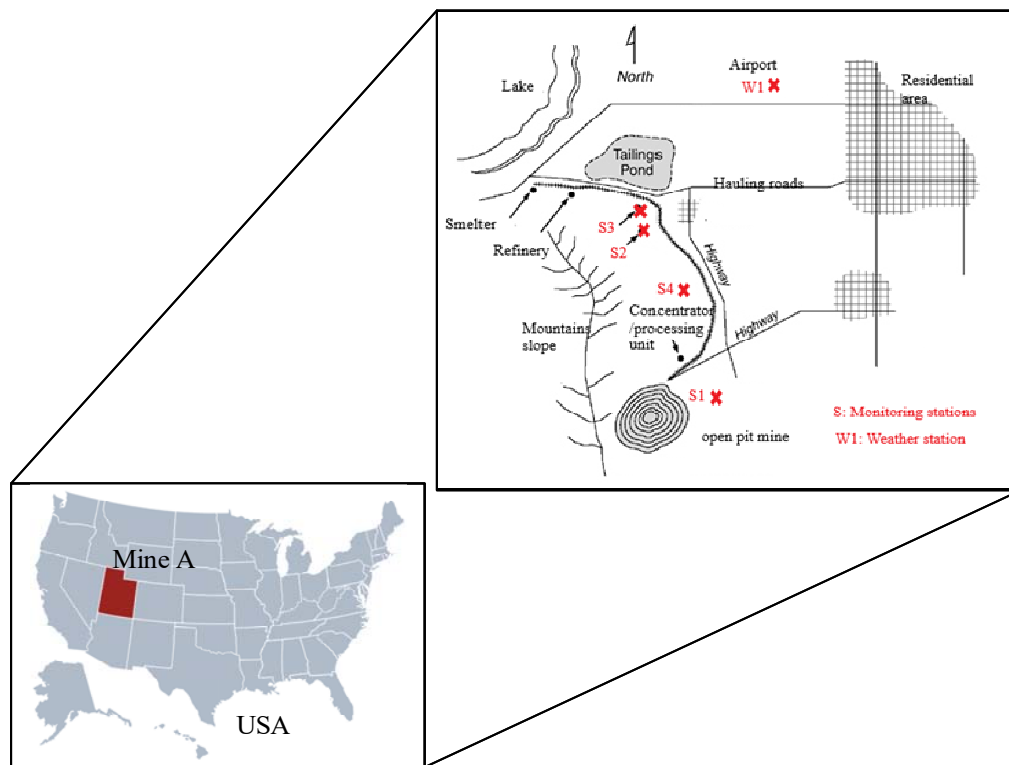 North
Airport
W1
Residential
area
Lake
Tailings
Pond
Hauling roads
Smelter
Refinery
S3
S2
Highway
S4
Concentrator
/processing
unit
Mountains
slope
Highway
S1
S: Monitoring stations
open pit mine
W1: Weather station
Mine A
USA